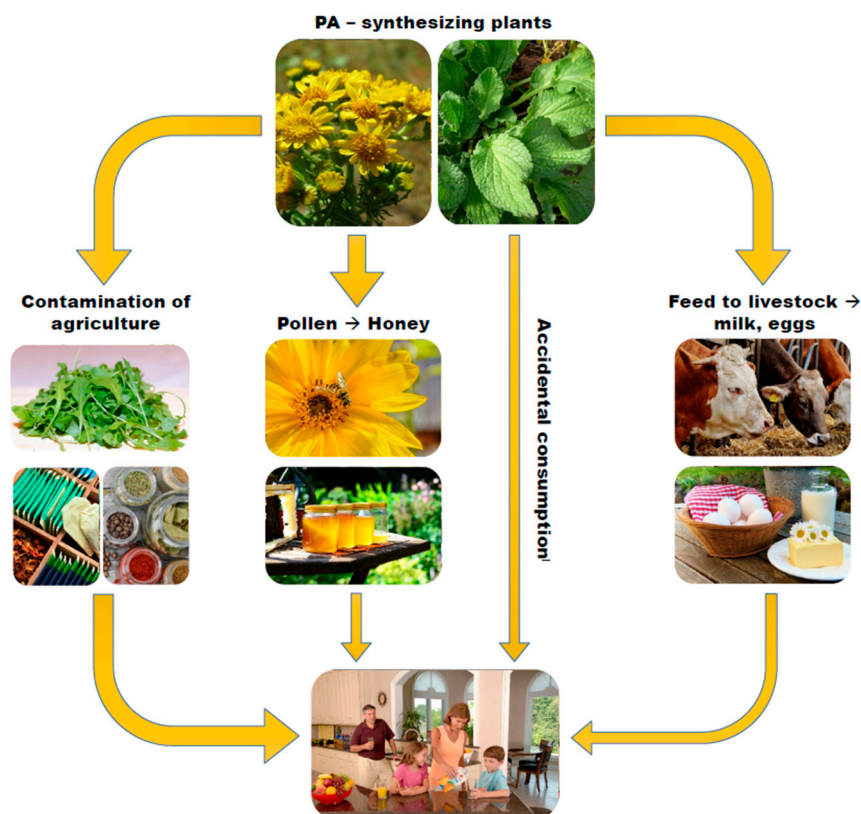 PA – synthesizing plants
Contamination of
agriculture
Pollen → Honey
Accidental consumption
Feed to livestock →
milk, eggs